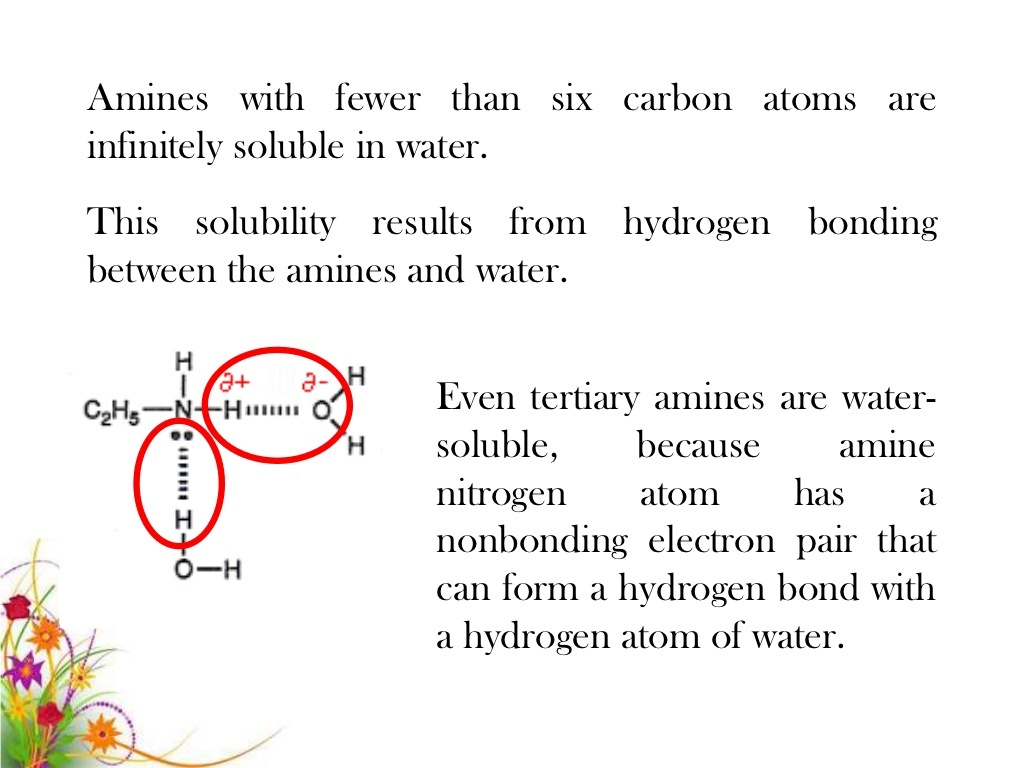 Amines with fewer than six carbon atoms are
infinitely soluble in water.
This solubility results from hydrogen bonding
between the amines and water.
H
∂+ ∂- H
C₂H₅—N—H O
H
H
O—H
Even tertiary amines are water-
soluble, because amine
nitrogen atom has a
nonbonding electron pair that
can form a hydrogen bond with
a hydrogen atom of water.